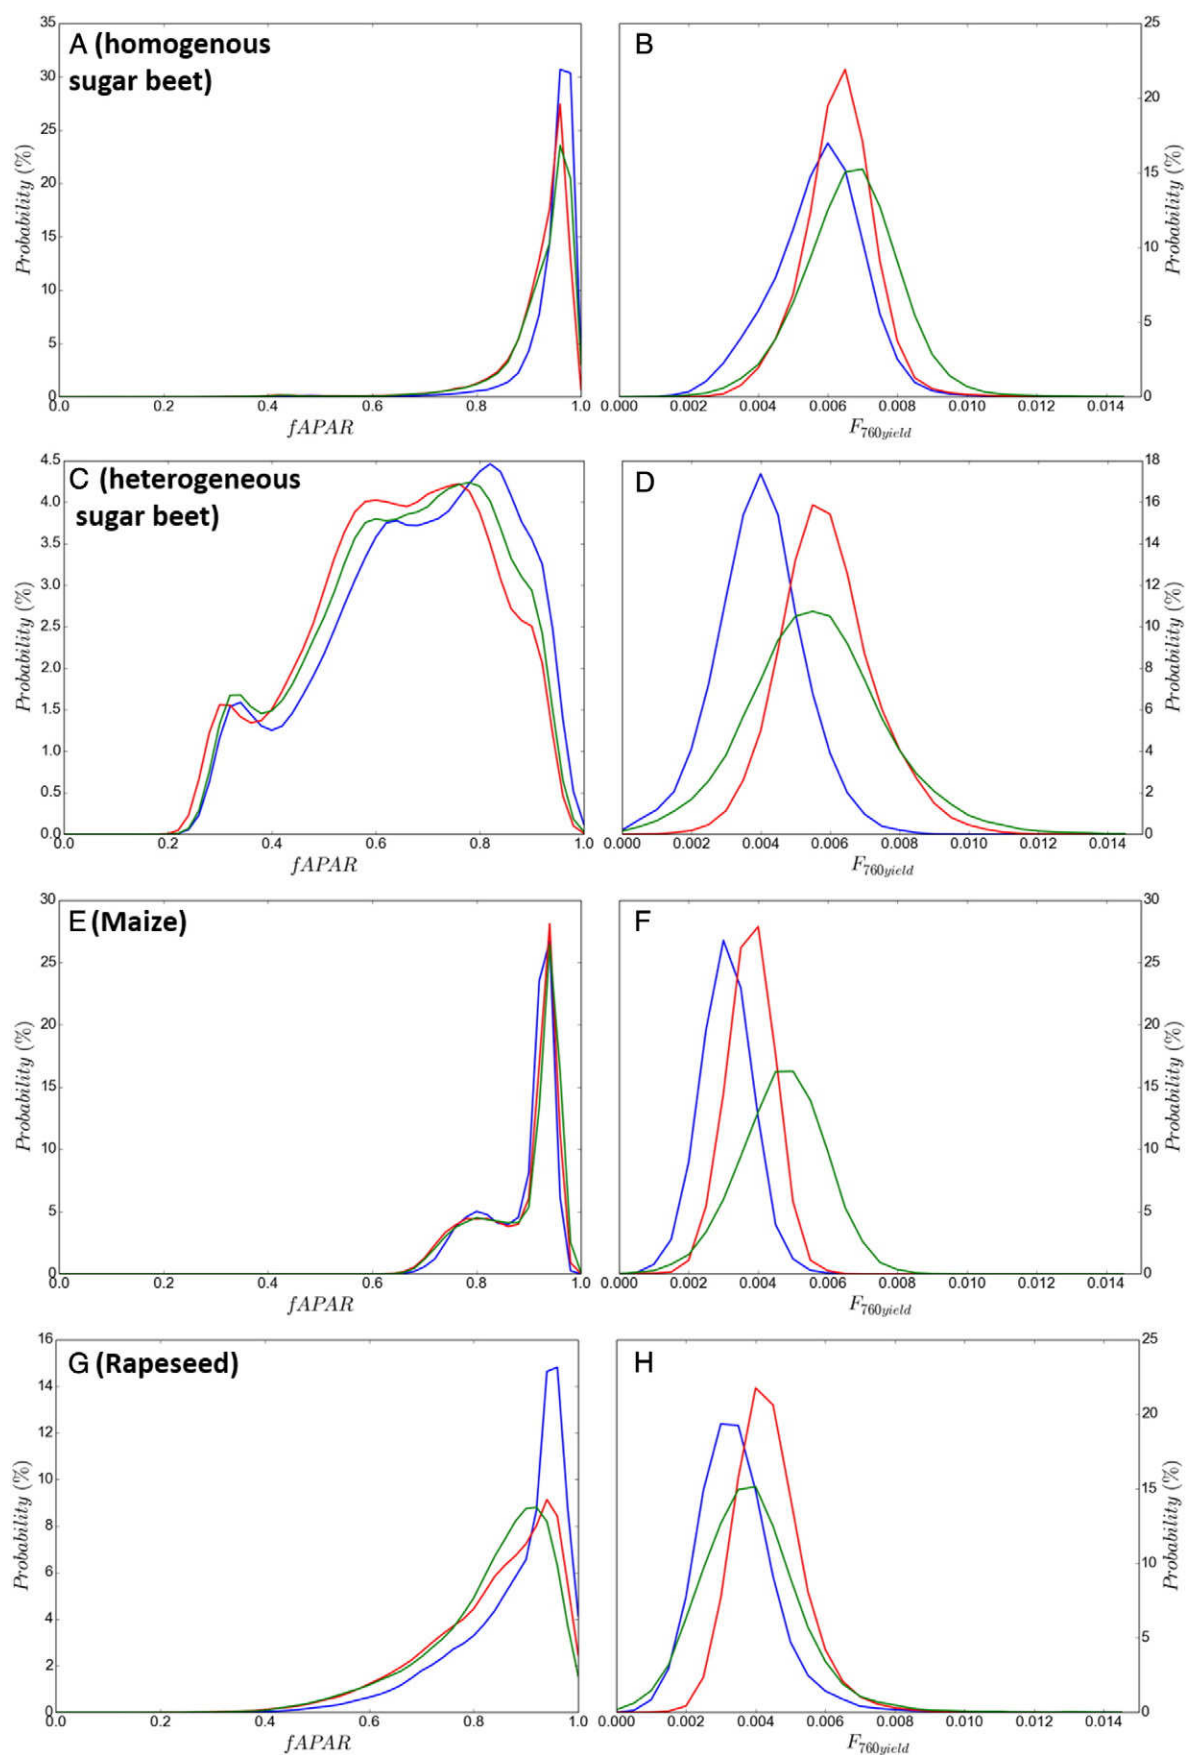 A (homogenous
sugar beet)
35
30
25
20
15
10
5
0
Probability (%)
0.0 0.2 0.4 0.6 0.8 1.0
fAPAR
B
25
20
15
10
5
0
Probability (%)
0.000 0.002 0.004 0.006 0.008 0.010 0.012 0.014
F760yield
C (heterogeneous
sugar beet)
4.5
4.0
3.5
3.0
2.5
2.0
1.5
1.0
0.5
0.0
Probability (%)
0.0 0.2 0.4 0.6 0.8 1.0
fAPAR
D
18
16
14
12
10
8
6
4
2
0
Probability (%)
0.000 0.002 0.004 0.006 0.008 0.010 0.012 0.014
F760yield
E (Maize)
30
25
20
15
10
5
0
Probability (%)
0.0 0.2 0.4 0.6 0.8 1.0
fAPAR
F
30
25
20
15
10
5
0
Probability (%)
0.000 0.002 0.004 0.006 0.008 0.010 0.012 0.014
F760yield
G (Rapeseed)
16
14
12
10
8
6
4
2
0
Probability (%)
0.0 0.2 0.4 0.6 0.8 1.0
fAPAR
H
25
20
15
10
5
0
Probability (%)
0.000 0.002 0.004 0.006 0.008 0.010 0.012 0.014
F760yield